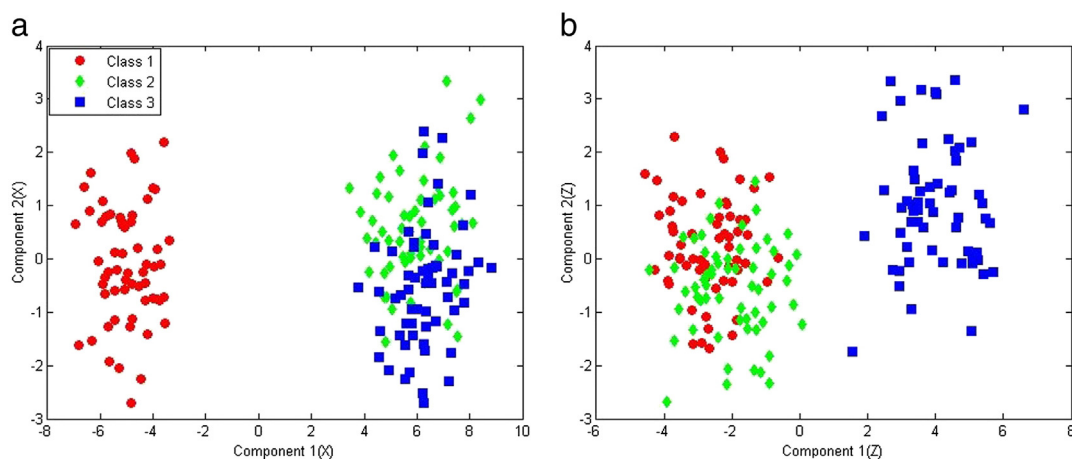 a
4
3
2
1
0
-1
-2
-3
Component 2(X)
Class 1
Class 2
Class 3
-8 -6 -4 -2 0 2 4 6 8 10
Component 1(X)
b
4
3
2
1
0
-1
-2
-3
Component 2(Z)
-6 -4 -2 0 2 4 6 8
Component 1(Z)